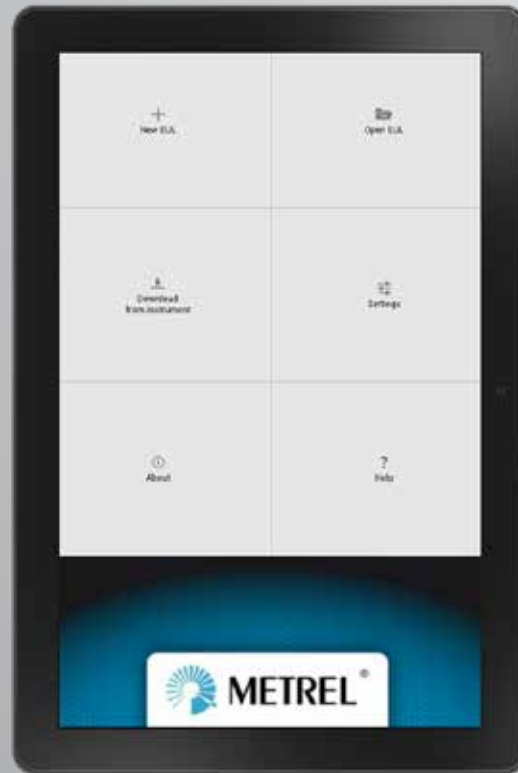 New EUL
Open EUL
Download
from instrument
Settings
About
?
Help
METREL®